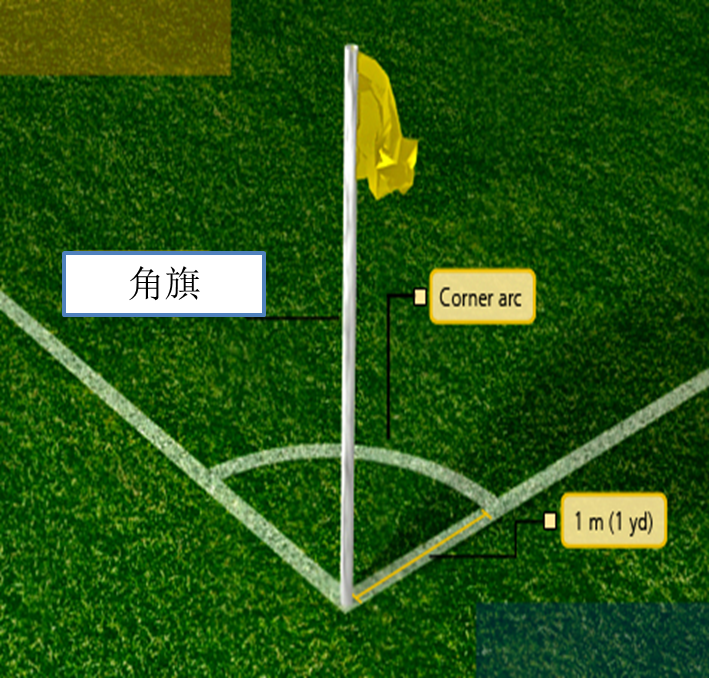 角旗
Corner arc
1 m (1 yd)